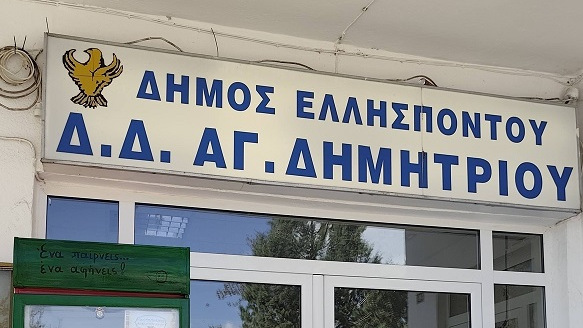 ΔΗΜΟΣ ΕΛΛΗΣΠΟΝΤΟΥ
Δ.Δ. ΑΓ. ΔΗΜΗΤΡΙΟΥ
Ένα παίρνεις...
ένα αφήνεις!